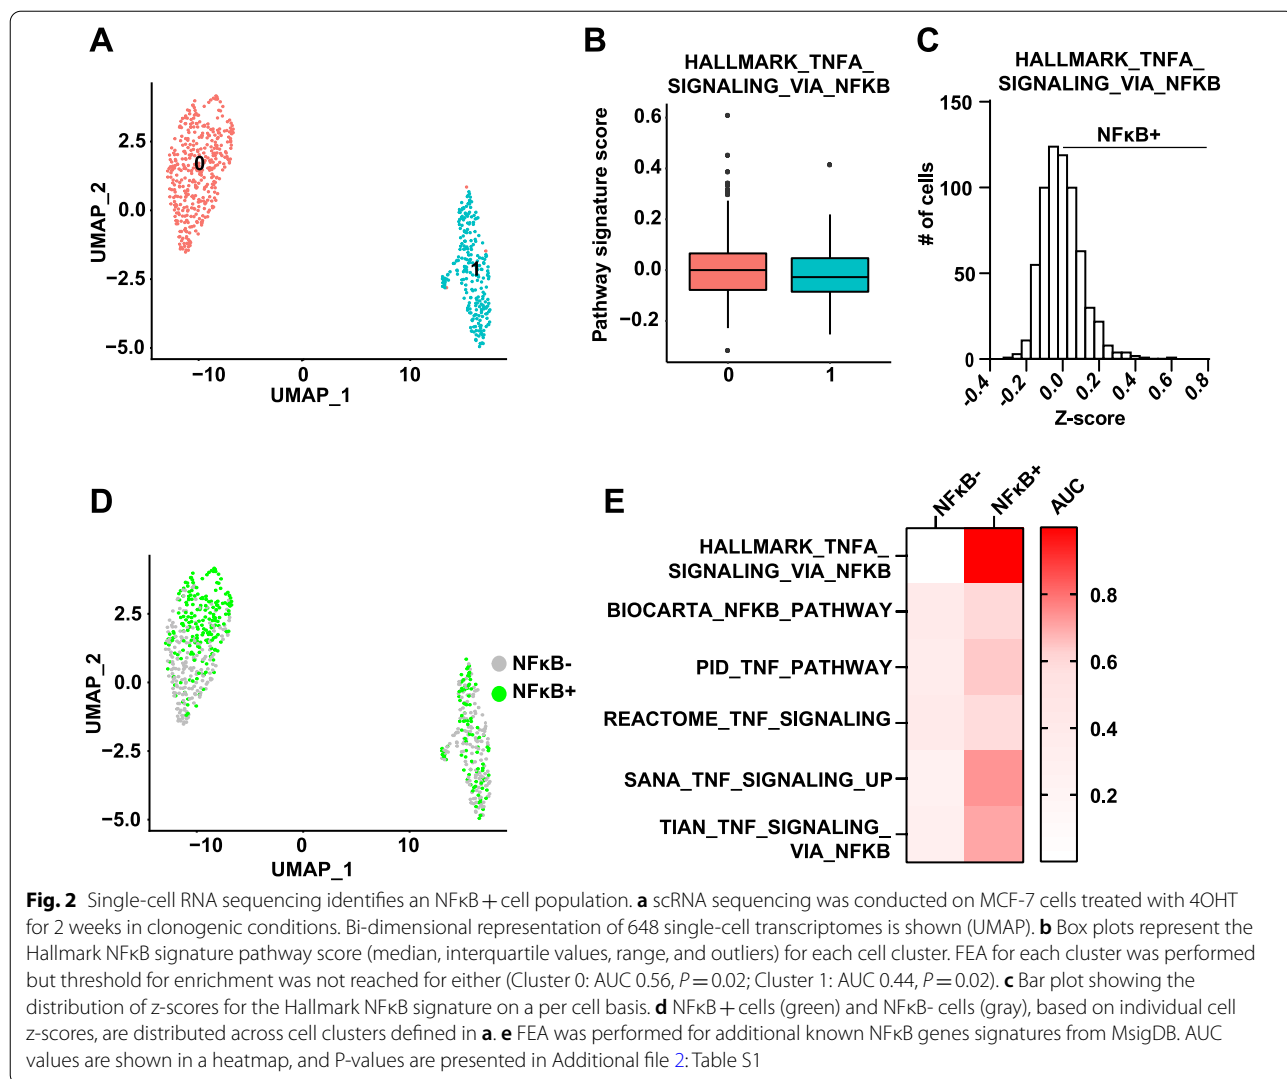 A
2.5
0.0
−2.5
−5.0
UMAP_2
0
1
−10
0
10
UMAP_1
B
HALLMARK_TNFA_
SIGNALING_VIA_NFKB
Pathway signature score
0.6
0.4
0.2
0.0
−0.2
0
1
C
HALLMARK_TNFA_
SIGNALING_VIA_NFKB
# of cells
150
100
50
0
NFκB+
-0.4
-0.2
0.0
0.2
0.4
0.6
0.8
Z-score
D
UMAP_2
2.5
0.0
−2.5
−5.0
NFκB-
NFκB+
−10
0
10
UMAP_1
E
NFκB-
NFκB+
AUC
HALLMARK_TNFA_
SIGNALING_VIA_NFKB
BIOCARTA_NFKB_PATHWAY
PID_TNF_PATHWAY
REACTOME_TNF_SIGNALING
SANA_TNF_SIGNALING_UP
TIAN_TNF_SIGNALING_
VIA_NFKB
0.8
0.6
0.4
0.2
Fig. 2 Single-cell RNA sequencing identifies an NFκB + cell population. a scRNA sequencing was conducted on MCF-7 cells treated with 4OHT
for 2 weeks in clonogenic conditions. Bi-dimensional representation of 648 single-cell transcriptomes is shown (UMAP). b Box plots represent the
Hallmark NFκB signature pathway score (median, interquartile values, range, and outliers) for each cell cluster. FEA for each cluster was performed
but threshold for enrichment was not reached for either (Cluster 0: AUC 0.56, P = 0.02; Cluster 1: AUC 0.44, P = 0.02). c Bar plot showing the
distribution of z-scores for the Hallmark NFκB signature on a per cell basis. d NFκB + cells (green) and NFκB- cells (gray), based on individual cell
z-scores, are distributed across cell clusters defined in a. e FEA was performed for additional known NFκB genes signatures from MsigDB. AUC
values are shown in a heatmap, and P-values are presented in Additional file 2: Table S1